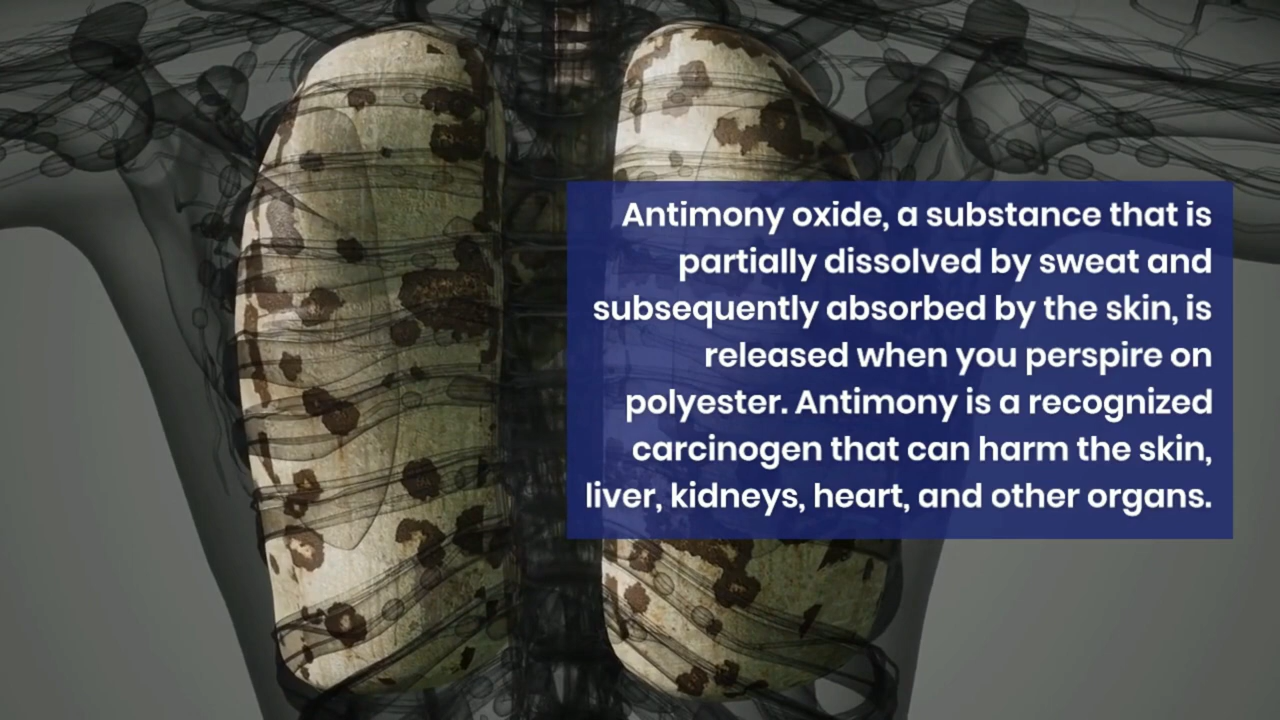 Antimony oxide, a substance that is
partially dissolved by sweat and
subsequently absorbed by the skin, is
released when you perspire on
polyester. Antimony is a recognized
carcinogen that can harm the skin,
liver, kidneys, heart, and other organs.